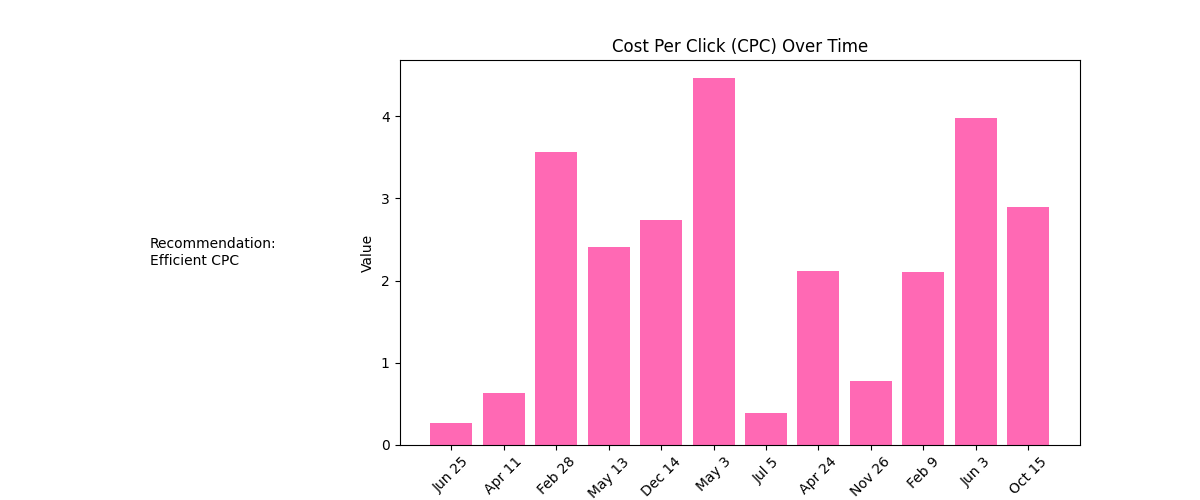 Cost Per Click (CPC) Over Time
Recommendation:
Efficient CPC
Value
4
3
2
1
0
Jun 25
Apr 11
Feb 28
May 13
Dec 14
May 3
Jul 5
Apr 24
Nov 26
Feb 9
Jun 3
Oct 15